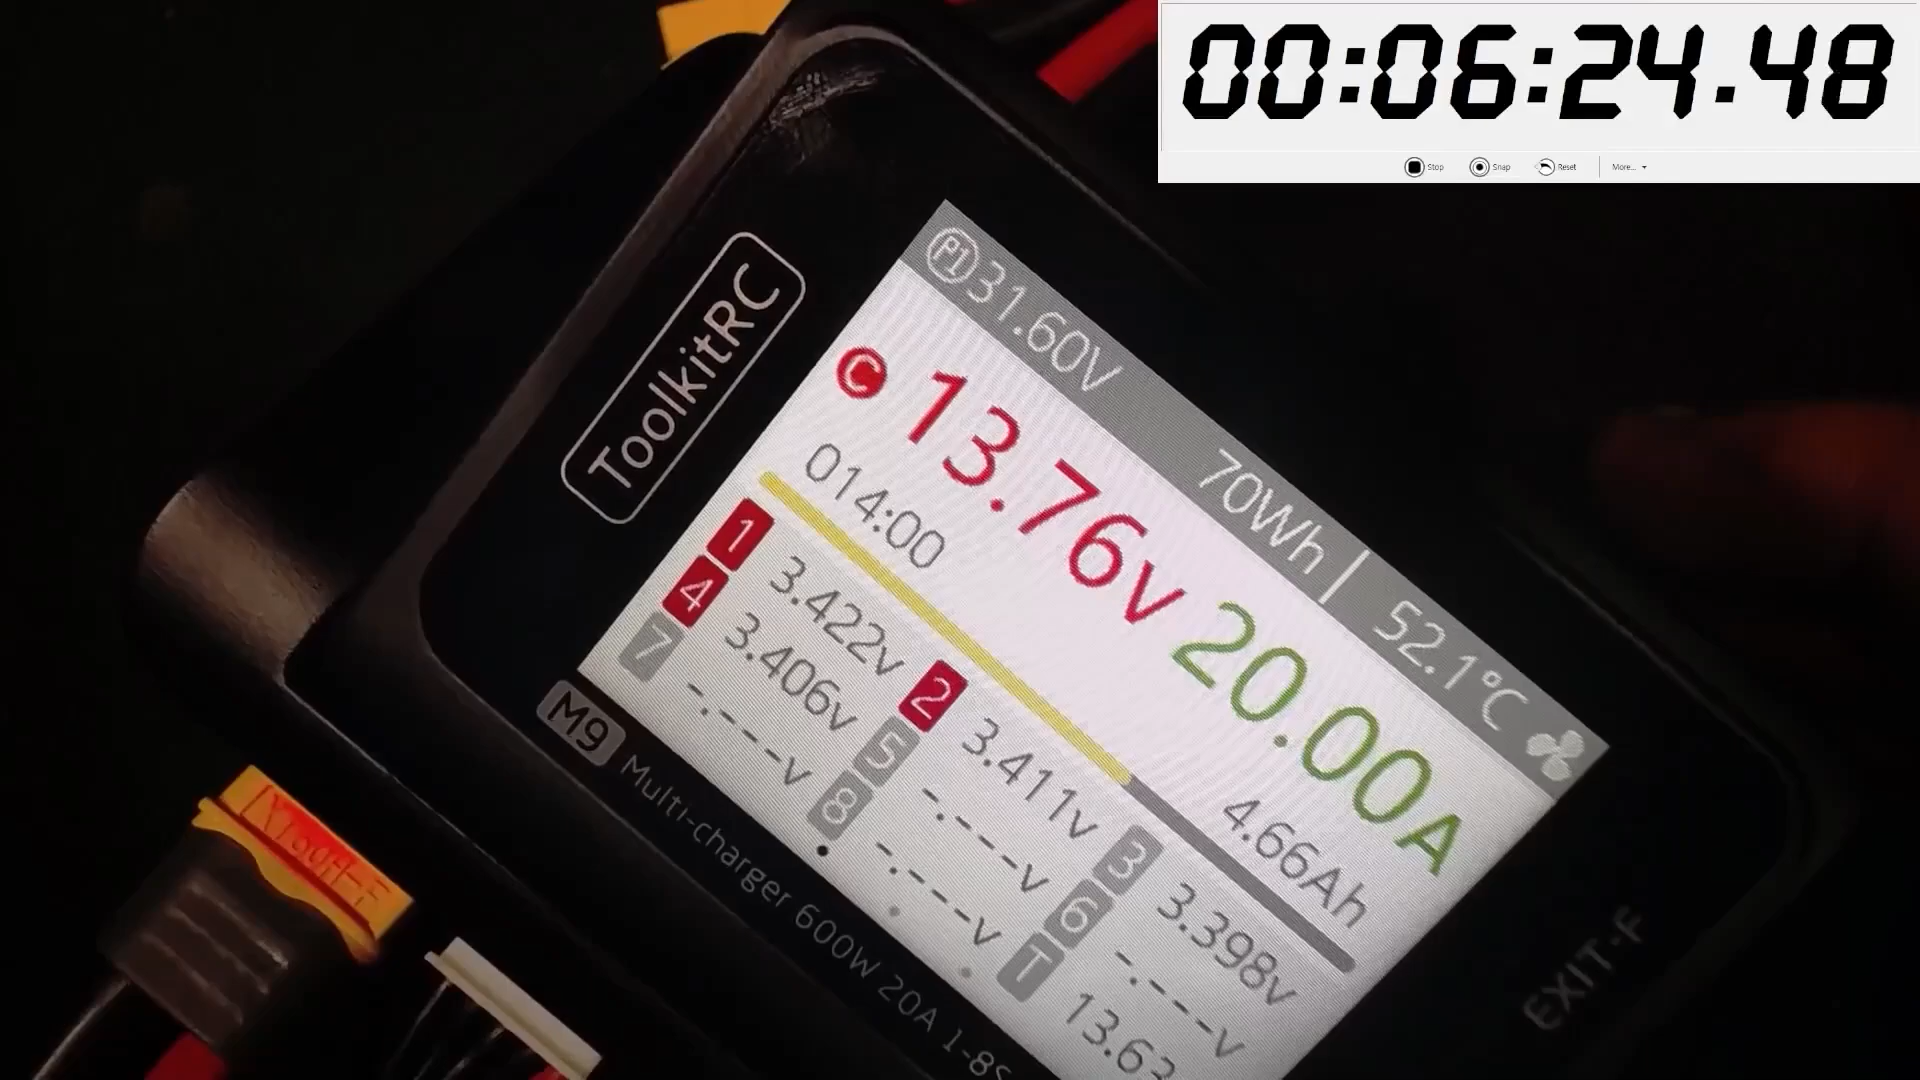 00:06:24.48
Stop Snap Reset More...
ToolkitRC
P1 31.60V 70Wh | 52.1°C
C 13.76V 20.00A
014:00 4.66Ah
1 3.422V 2 3.411V 3 3.398V
4 3.406V 5 -.---V 6 -.---V
7 -.---V 8 -.---V T 13.63
M9 Multi-charger 600W 20A 1-8S
EXIT·F